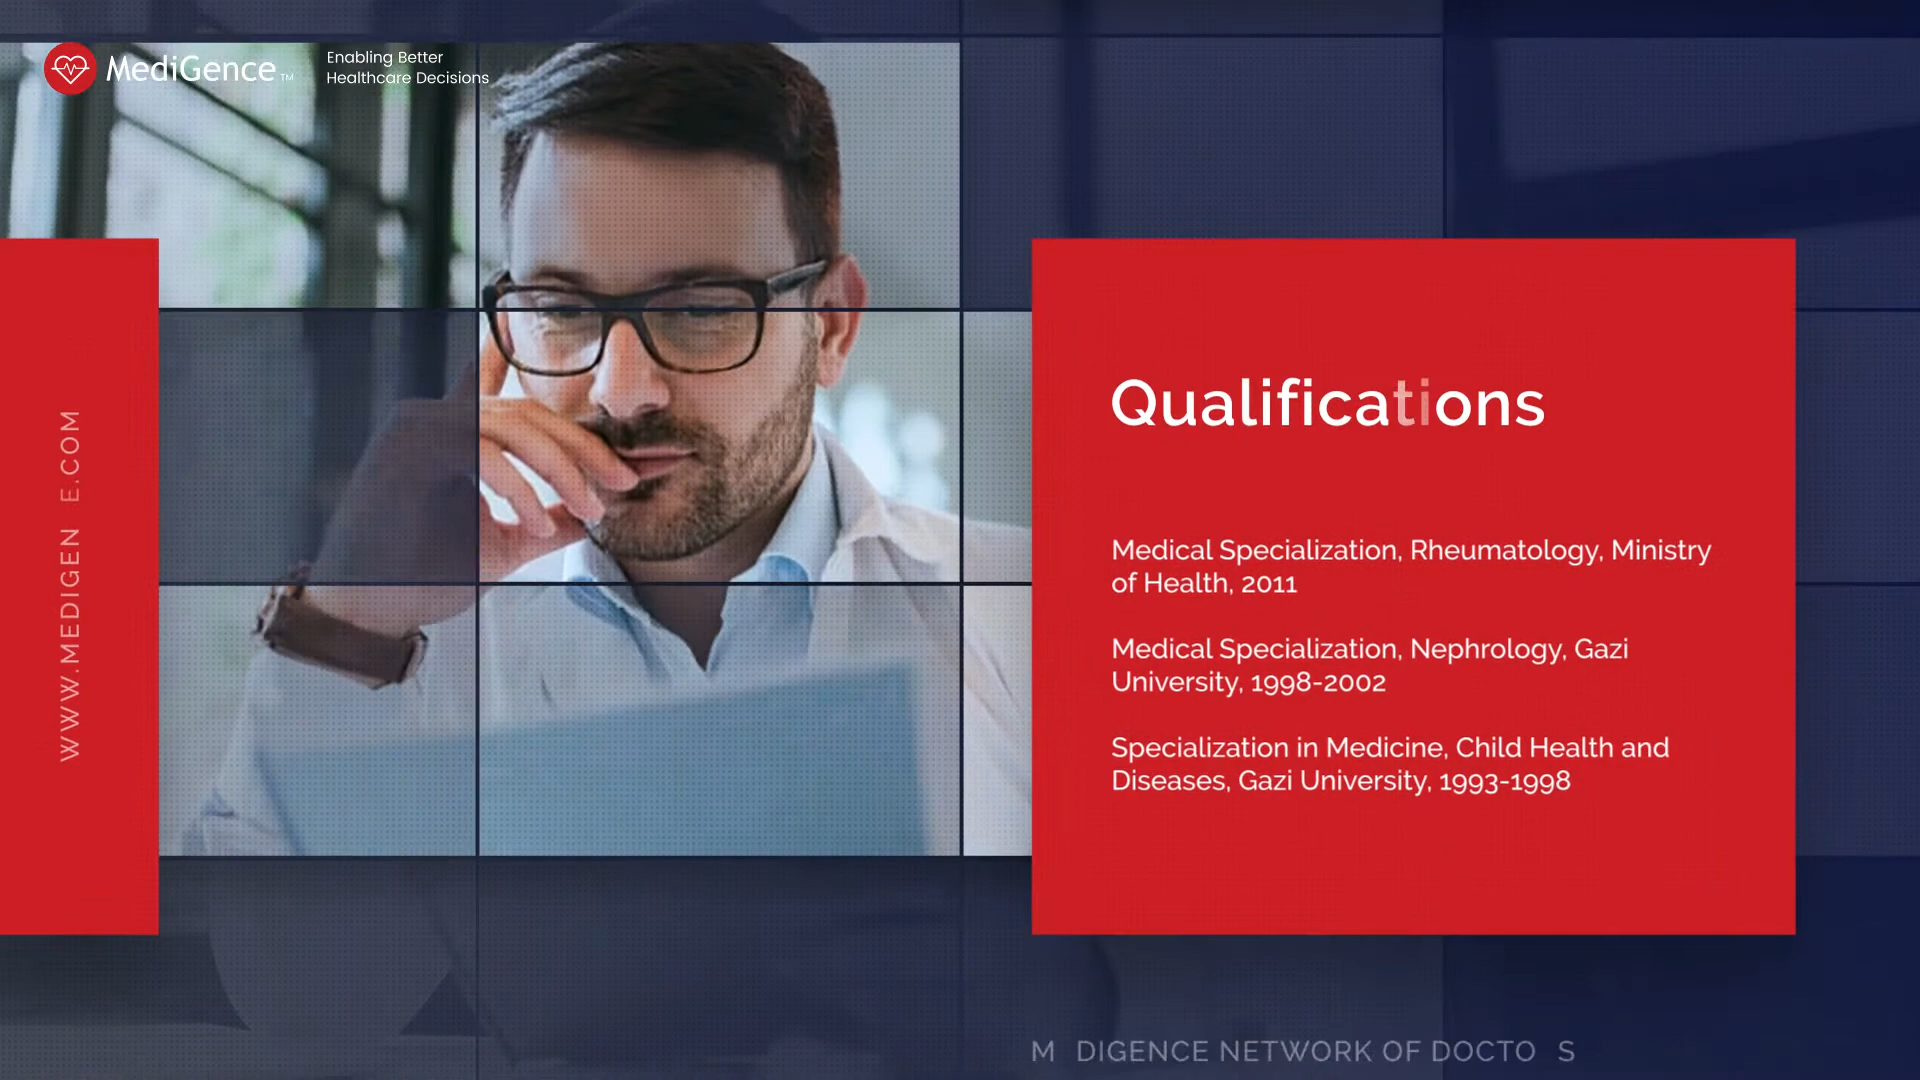 MediGence TM
Enabling Better
Healthcare Decisions
WWW.MEDIGEN E.COM
Qualifications
Medical Specialization, Rheumatology, Ministry
of Health, 2011
Medical Specialization, Nephrology, Gazi
University, 1998-2002
Specialization in Medicine, Child Health and
Diseases, Gazi University, 1993-1998
M DIGENCE NETWORK OF DOCTO S